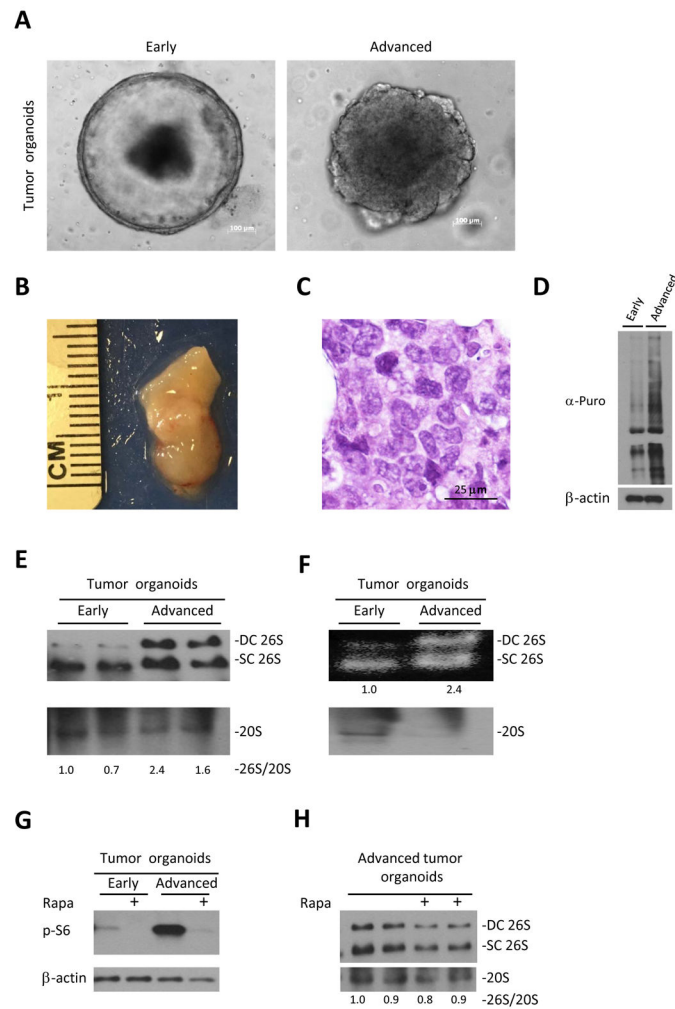 A
Early
Advanced
Tumor organoids
100 µm
100 µm
B
C
D
CM
25 µm
Early
Advanced
α-Puro
β-actin
E
Tumor organoids
Early
Advanced
-DC 26S
-SC 26S
-20S
1.0 0.7 2.4 1.6 -26S/20S
F
Tumor organoids
Early
Advanced
-DC 26S
-SC 26S
1.0 2.4
-20S
G
Tumor organoids
Early Advanced
Rapa + +
p-S6
β-actin
H
Advanced tumor
organoids
Rapa + +
-DC 26S
-SC 26S
-20S
1.0 0.9 0.8 0.9 -26S/20S